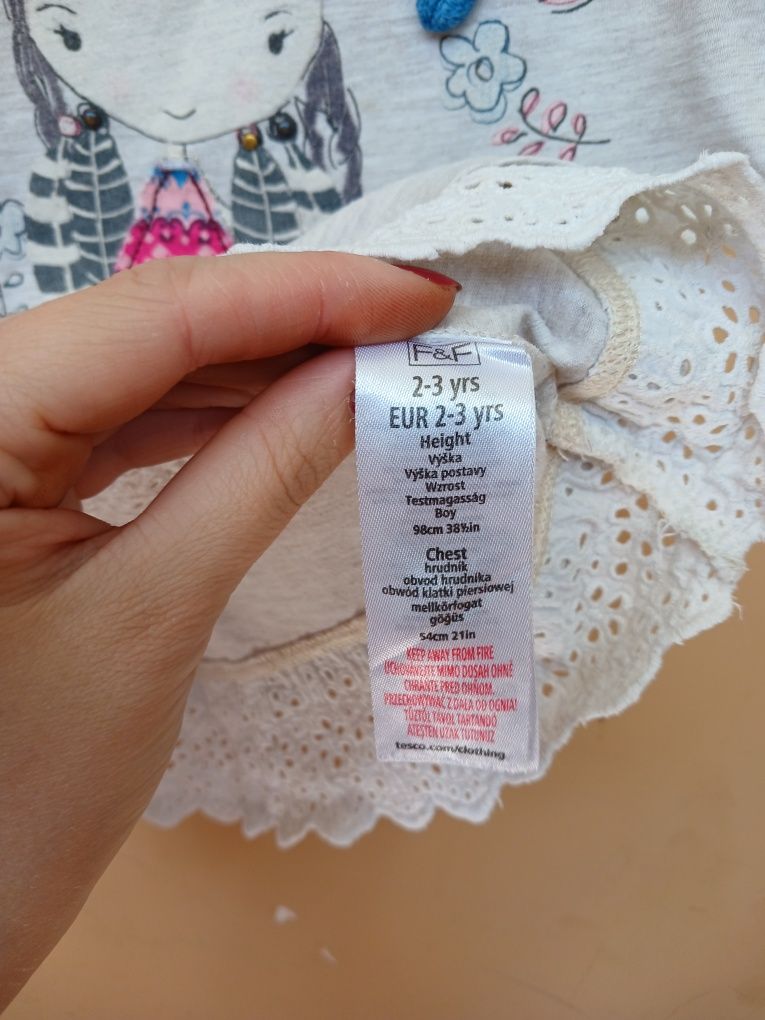 F&F
2-3 yrs
EUR 2-3 yrs
Height
Výška
Výška postavy
Wzrost
Testmagasság
Boy
98cm 38½in
Chest
hrudník
obvod hrudníka
obwód klatki piersiowej
mellkörfogat
göğüs
54cm 21in
KEEP AWAY FROM FIRE
UCHOVÁVEJTE MIMO DOSAH OHNĚ
CHRÁŇTE PRED OHŇOM.
PRZECHOWYWAĆ Z DALA OD OGNIA!
TŰZTŐL TÁVOL TARTANDÓ
ATEŞTEN UZAK TUTUNUZ
tesco.com/clothing